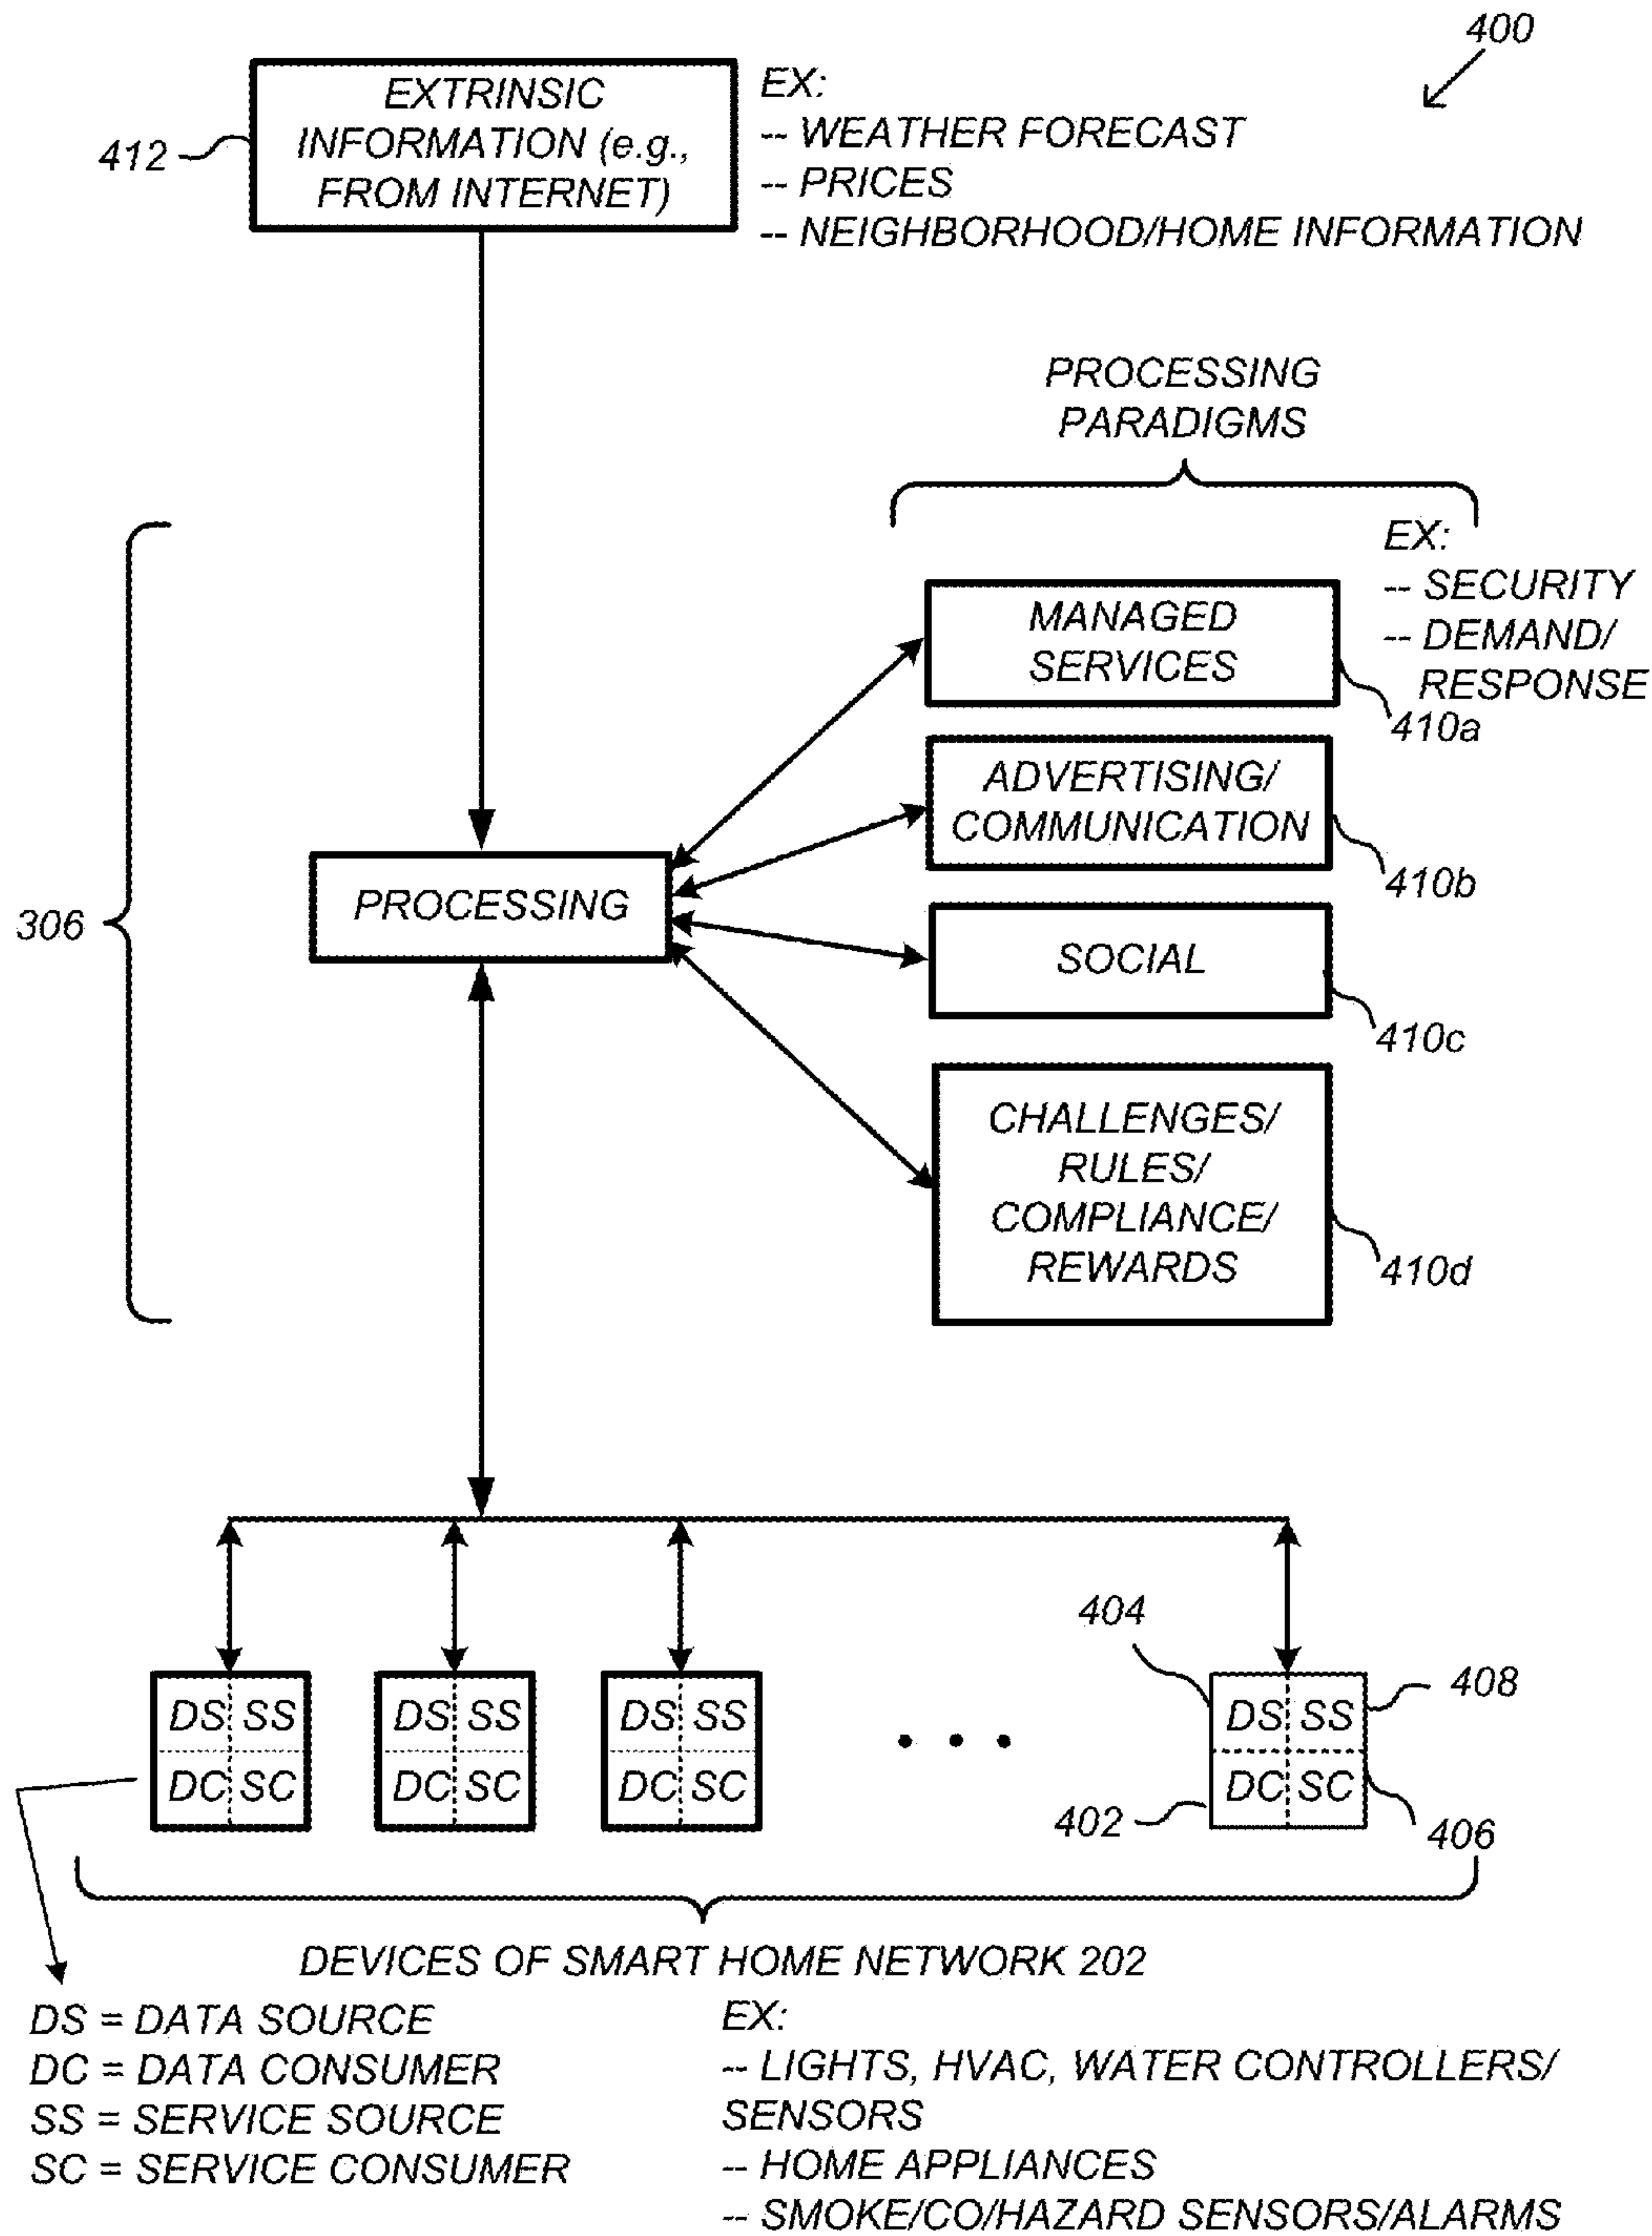 400
EXTRINSIC
INFORMATION (e.g.,
FROM INTERNET)
412
EX:
-- WEATHER FORECAST
-- PRICES
-- NEIGHBORHOOD/HOME INFORMATION
PROCESSING
PARADIGMS
EX:
-- SECURITY
-- DEMAND/
RESPONSE
MANAGED
SERVICES
410a
ADVERTISING/
COMMUNICATION
410b
306
PROCESSING
SOCIAL
410c
CHALLENGES/
RULES/
COMPLIANCE/
REWARDS
410d
404
408
DS SS
DC SC
DS SS
DC SC
DS SS
DC SC
DS SS
DC SC
402
406
DEVICES OF SMART HOME NETWORK 202
DS = DATA SOURCE
DC = DATA CONSUMER
SS = SERVICE SOURCE
SC = SERVICE CONSUMER
EX:
-- LIGHTS, HVAC, WATER CONTROLLERS/
SENSORS
-- HOME APPLIANCES
-- SMOKE/CO/HAZARD SENSORS/ALARMS